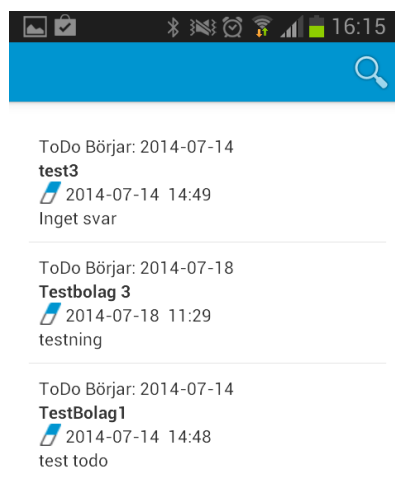 16:15
ToDo Börjar: 2014-07-14
test3
2014-07-14 14:49
Inget svar
ToDo Börjar: 2014-07-18
Testbolag 3
2014-07-18 11:29
testning
ToDo Börjar: 2014-07-14
TestBolag1
2014-07-14 14:48
test todo